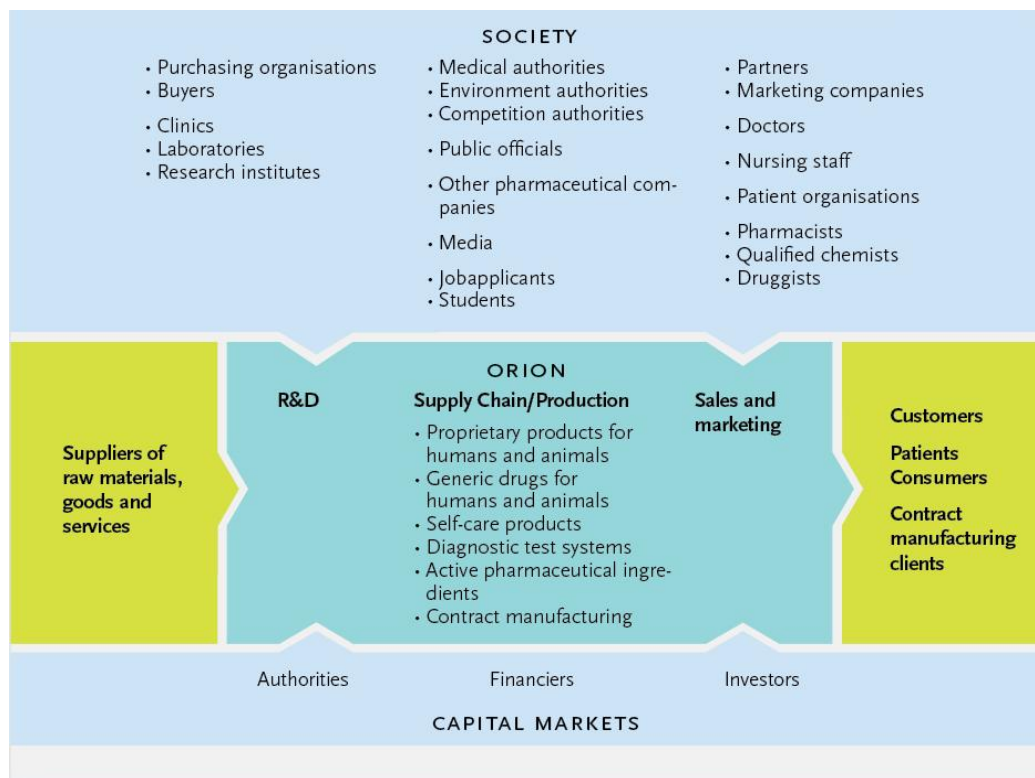 SOCIETY
• Purchasing organisations
• Buyers
• Clinics
• Laboratories
• Research institutes
• Medical authorities
• Environment authorities
• Competition authorities
• Public officials
• Other pharmaceutical com-
panies
• Media
• Jobapplicants
• Students
• Partners
• Marketing companies
• Doctors
• Nursing staff
• Patient organisations
• Pharmacists
• Qualified chemists
• Druggists
Suppliers of
raw materials,
goods and
services
ORION
R&D
Supply Chain/Production
• Proprietary products for
humans and animals
• Generic drugs for
humans and animals
• Self-care products
• Diagnostic test systems
• Active pharmaceutical ingre-
dients
• Contract manufacturing
Sales and
marketing
Customers
Patients
Consumers
Contract
manufacturing
clients
Authorities
Financiers
Investors
CAPITAL MARKETS